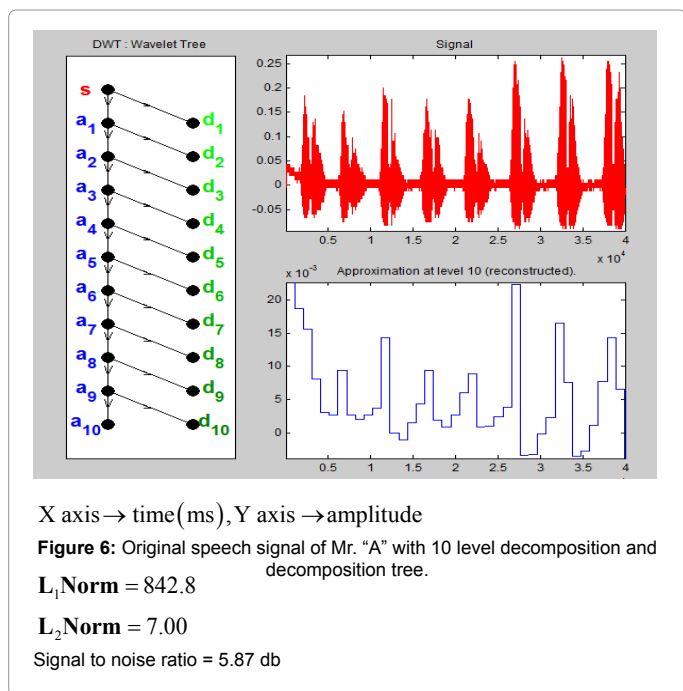 DWT : Wavelet Tree
s
a1
a2
a3
a4
a5
a6
a7
a8
a9
a10
d1
d2
d3
d4
d5
d6
d7
d8
d9
d10
Signal
0.25
0.2
0.15
0.1
0.05
0
-0.05
0.5 1 1.5 2 2.5 3 3.5 4
x 10^4
x 10^-3 Approximation at level 10 (reconstructed).
20
15
10
5
0
0.5 1 1.5 2 2.5 3 3.5 4
X axis → time(ms), Y axis → amplitude
Figure 6: Original speech signal of Mr. “A” with 10 level decomposition and
decomposition tree.
L1Norm = 842.8
L2Norm = 7.00
Signal to noise ratio = 5.87 db